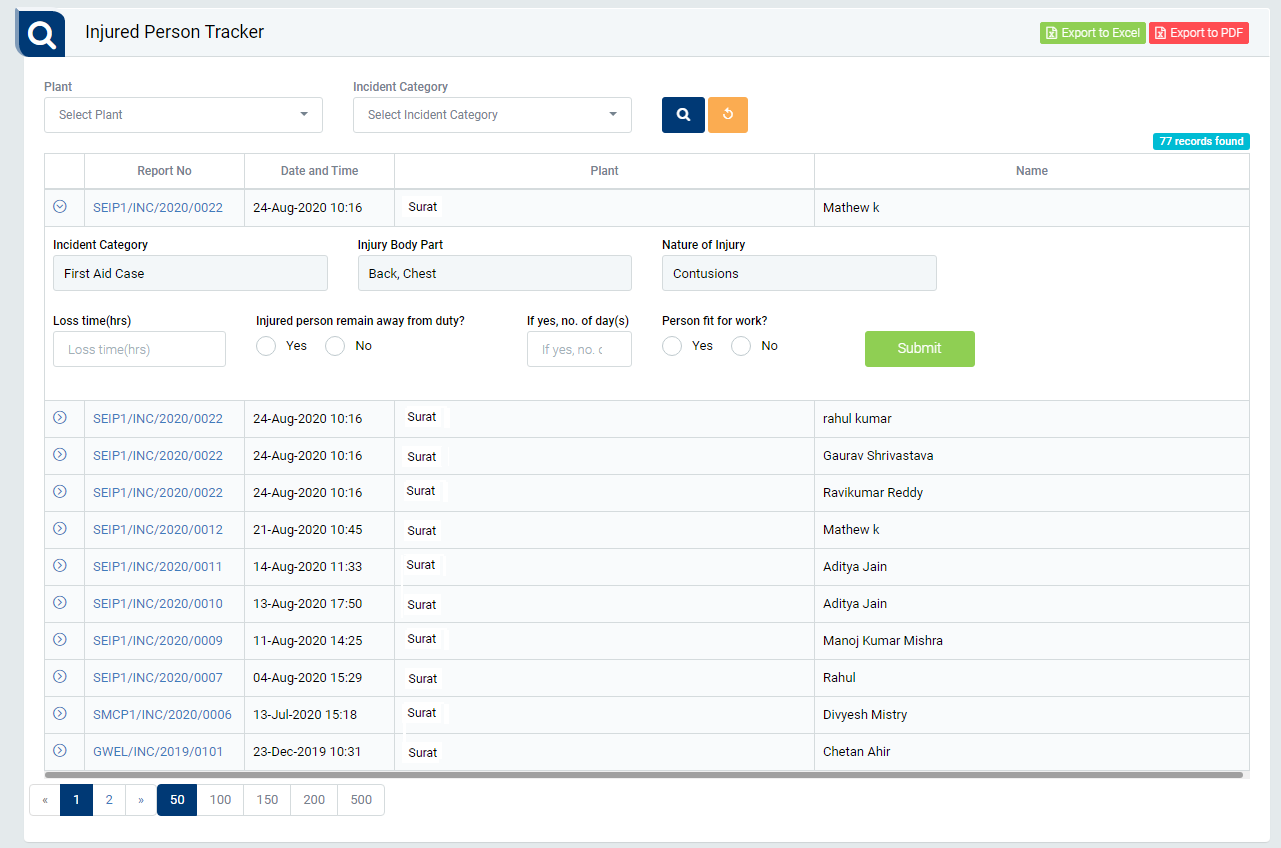 Injured Person Tracker
Export to Excel Export to PDF
Plant Incident Category
Select Plant Select Incident Category
77 records found
Report No Date and Time Plant Name
SEIP1/INC/2020/0022 24-Aug-2020 10:16 Surat Mathew k
Incident Category Injury Body Part Nature of Injury
First Aid Case Back, Chest Contusions
Loss time(hrs) Injured person remain away from duty? If yes, no. of day(s) Person fit for work?
Loss time(hrs) Yes No If yes, no. c Yes No Submit
SEIP1/INC/2020/0022 24-Aug-2020 10:16 Surat rahul kumar
SEIP1/INC/2020/0022 24-Aug-2020 10:16 Surat Gaurav Shrivastava
SEIP1/INC/2020/0022 24-Aug-2020 10:16 Surat Ravikumar Reddy
SEIP1/INC/2020/0012 21-Aug-2020 10:45 Surat Mathew k
SEIP1/INC/2020/0011 14-Aug-2020 11:33 Surat Aditya Jain
SEIP1/INC/2020/0010 13-Aug-2020 17:50 Surat Aditya Jain
SEIP1/INC/2020/0009 11-Aug-2020 14:25 Surat Manoj Kumar Mishra
SEIP1/INC/2020/0007 04-Aug-2020 15:29 Surat Rahul
SMCP1/INC/2020/0006 13-Jul-2020 15:18 Surat Divyesh Mistry
GWEL/INC/2019/0101 23-Dec-2019 10:31 Surat Chetan Ahir
« 1 2 » 50 100 150 200 500